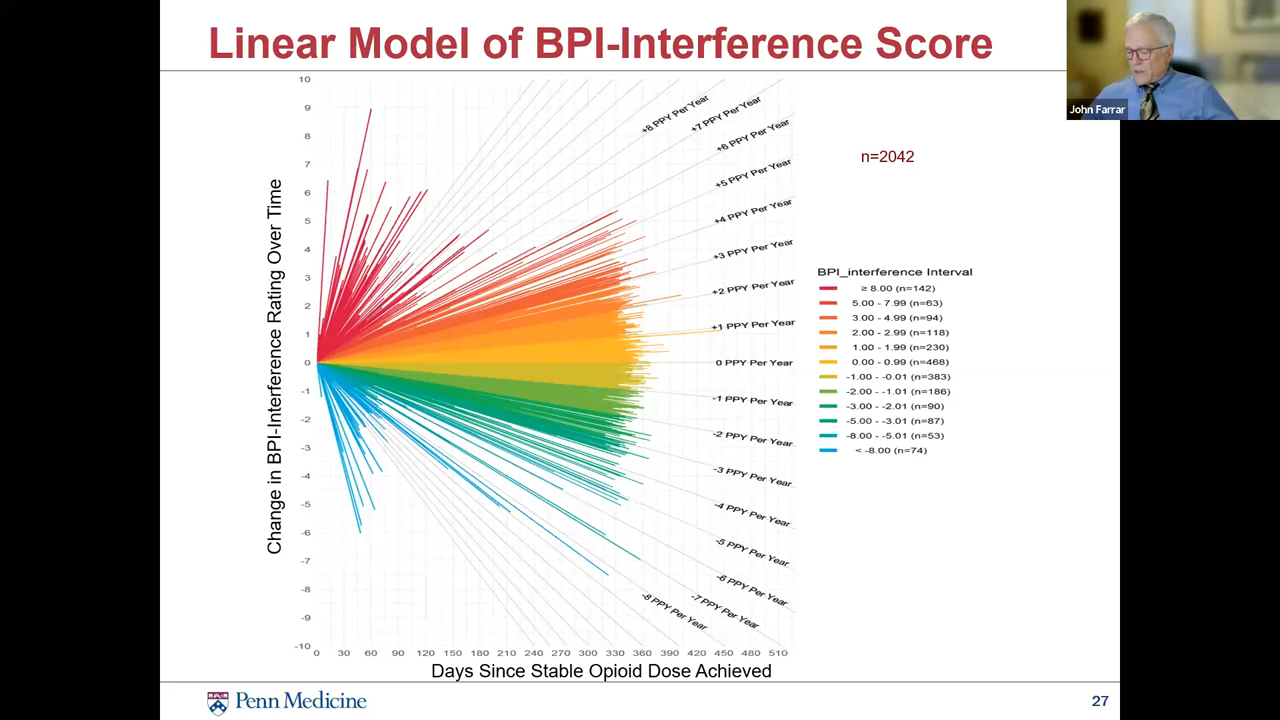 Linear Model of BPI-Interference Score
John Farrar
n=2042
Change in BPI-Interference Rating Over Time
10
9
8
7
6
5
4
3
2
1
0
-1
-2
-3
-4
-5
-6
-7
-8
-9
-10
+8 PPY Per Year
+7 PPY Per Year
+6 PPY Per Year
+5 PPY Per Year
+4 PPY Per Year
+3 PPY Per Year
+2 PPY Per Year
+1 PPY Per Year
0 PPY Per Year
-1 PPY Per Year
-2 PPY Per Year
-3 PPY Per Year
-4 PPY Per Year
-5 PPY Per Year
-6 PPY Per Year
-7 PPY Per Year
-8 PPY Per Year
BPI_interference Interval
≥ 8.00 (n=142)
5.00 - 7.99 (n=63)
3.00 - 4.99 (n=94)
2.00 - 2.99 (n=118)
1.00 - 1.99 (n=230)
0.00 - 0.99 (n=468)
-1.00 - -0.01 (n=383)
-2.00 - -1.01 (n=186)
-3.00 - -2.01 (n=90)
-5.00 - -3.01 (n=87)
-8.00 - -5.01 (n=53)
< -8.00 (n=74)
0 30 60 90 120 150 180 210 240 270 300 330 360 390 420 450 480 510
Days Since Stable Opioid Dose Achieved
Penn Medicine
27